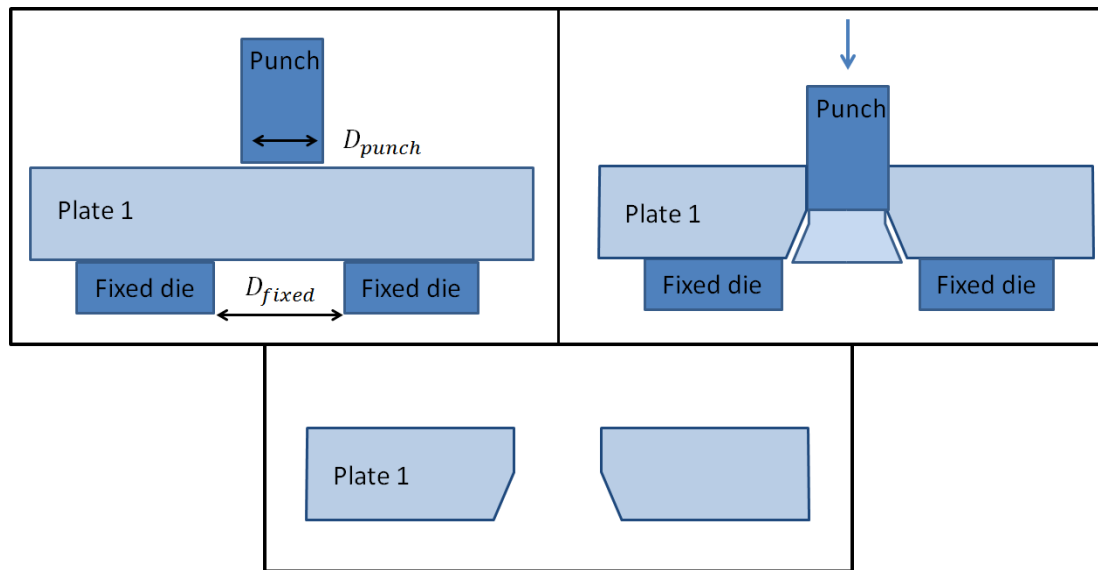 Punch
D_punch
Plate 1
Fixed die
D_fixed
Fixed die
Punch
Plate 1
Fixed die
Fixed die
Plate 1